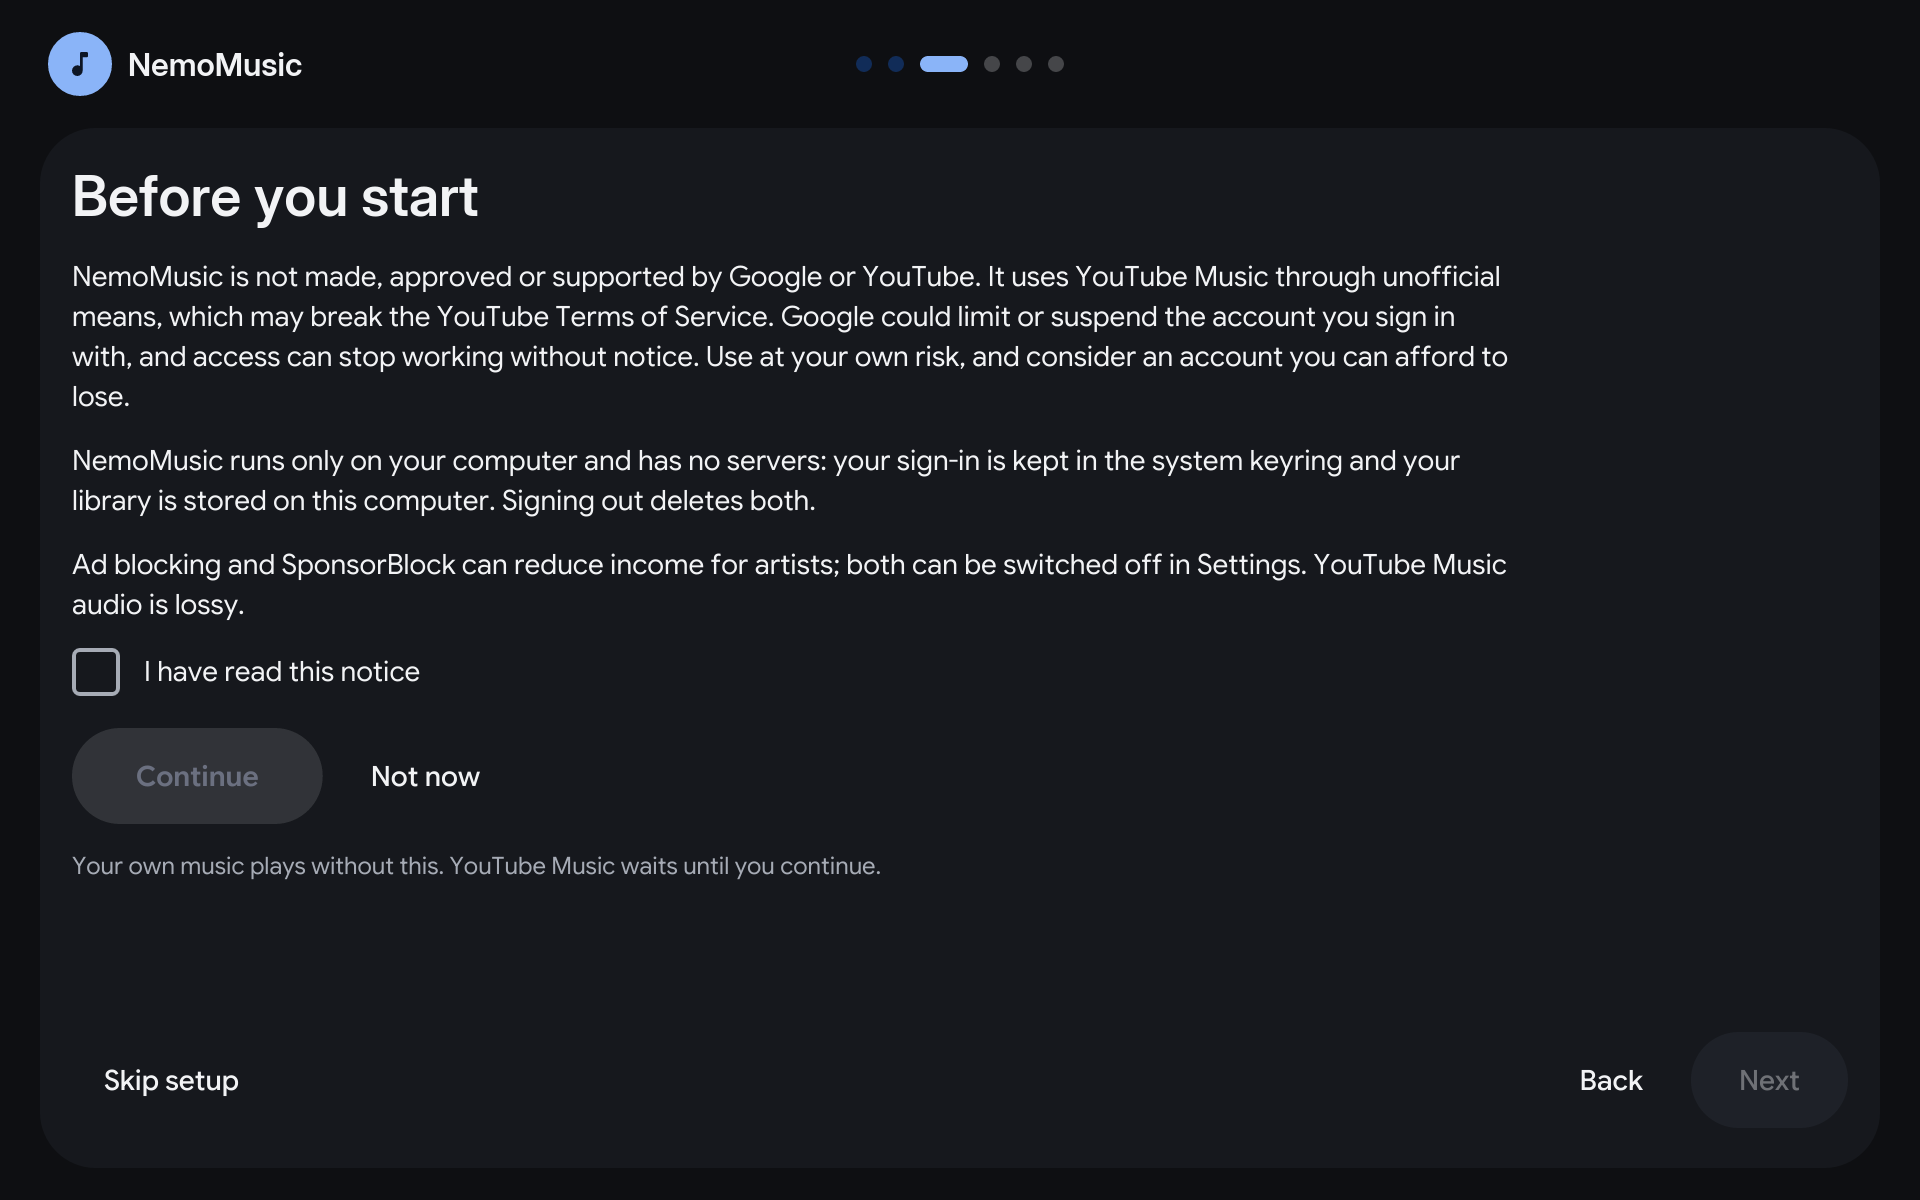 NemoMusic
Before you start
NemoMusic is not made, approved or supported by Google or YouTube. It uses YouTube Music through unofficial
means, which may break the YouTube Terms of Service. Google could limit or suspend the account you sign in
with, and access can stop working without notice. Use at your own risk, and consider an account you can afford to
lose.
NemoMusic runs only on your computer and has no servers: your sign-in is kept in the system keyring and your
library is stored on this computer. Signing out deletes both.
Ad blocking and SponsorBlock can reduce income for artists; both can be switched off in Settings. YouTube Music
audio is lossy.
I have read this notice
Continue Not now
Your own music plays without this. YouTube Music waits until you continue.
Skip setup Back Next